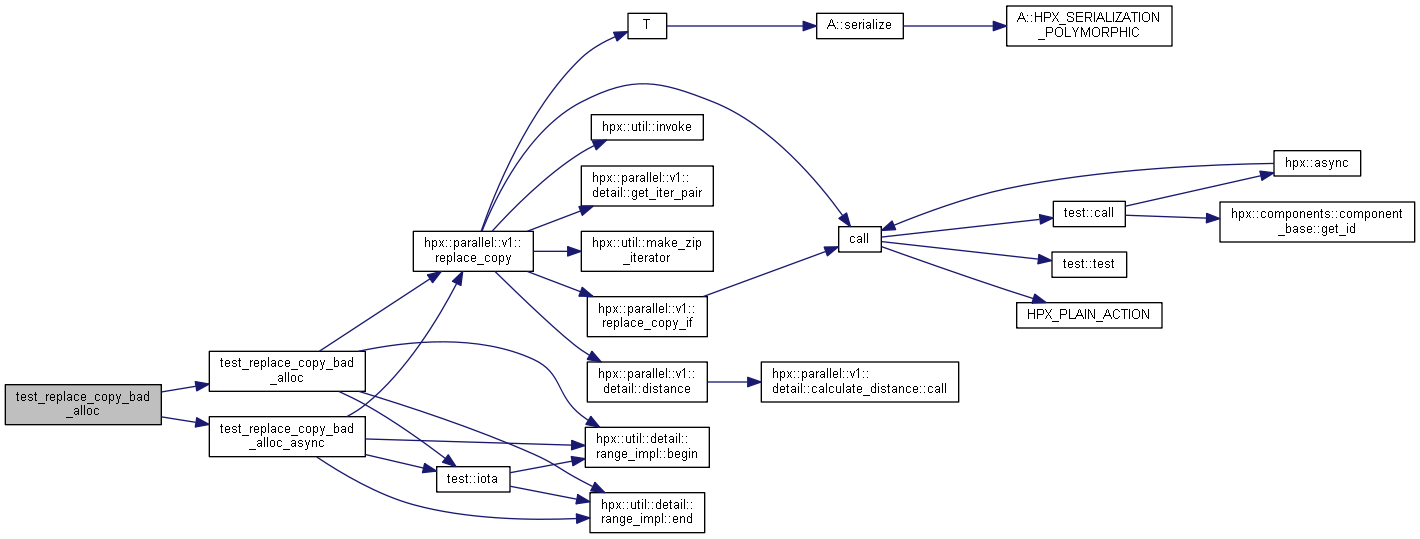 T
A::serialize
A::HPX_SERIALIZATION
_POLYMORPHIC
hpx::util::invoke
hpx::parallel::v1::
detail::get_iter_pair
hpx::async
hpx::parallel::v1::
replace_copy
hpx::util::make_zip
_iterator
call
test::call
hpx::components::component
_base::get_id
test::test
hpx::parallel::v1::
replace_copy_if
HPX_PLAIN_ACTION
test_replace_copy_bad
_alloc
test_replace_copy_bad
_alloc
hpx::parallel::v1::
detail::distance
hpx::parallel::v1::
detail::calculate_distance::call
test_replace_copy_bad
_alloc_async
hpx::util::detail::
range_impl::begin
test::iota
hpx::util::detail::
range_impl::end